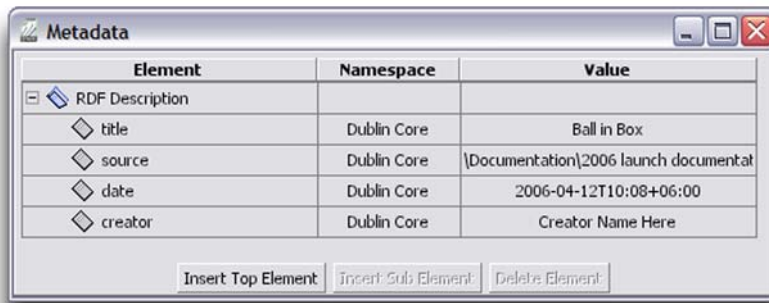 Metadata
Element Namespace Value
RDF Description
title Dublin Core Ball in Box
source Dublin Core \Documentation\2006 launch documentat
date Dublin Core 2006-04-12T10:08+06:00
creator Dublin Core Creator Name Here
Insert Top Element Insert Sub Element Delete Element